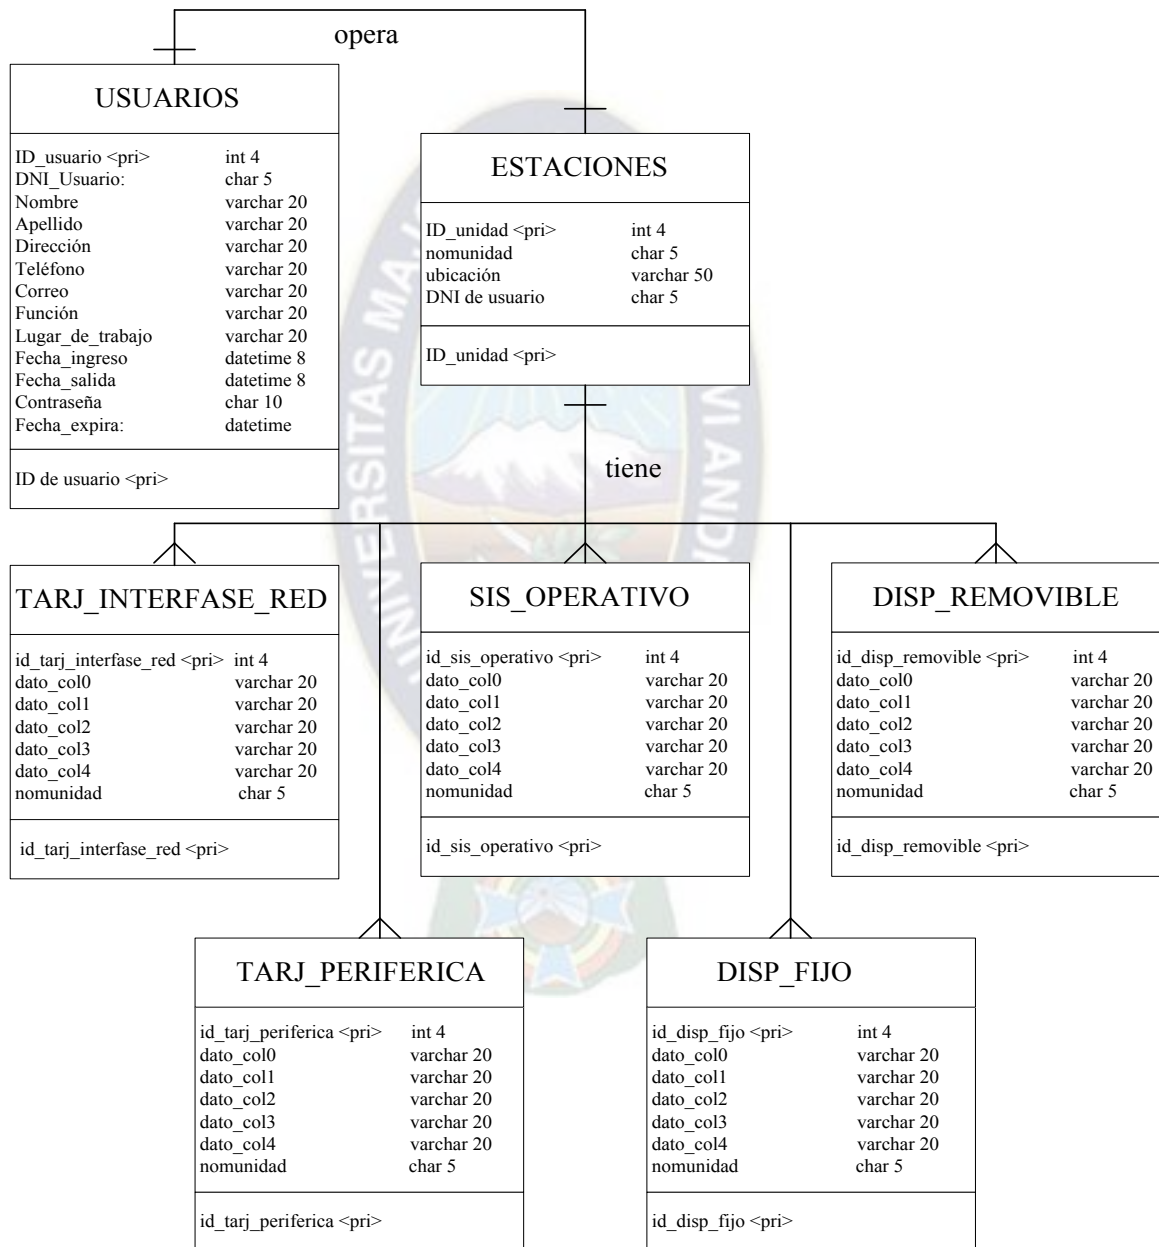 opera
USUARIOS
ID_usuario <pri> int 4
DNI_Usuario: char 5
Nombre varchar 20
Apellido varchar 20
Dirección varchar 20
Teléfono varchar 20
Correo varchar 20
Función varchar 20
Lugar_de_trabajo varchar 20
Fecha_ingreso datetime 8
Fecha_salida datetime 8
Contraseña char 10
Fecha_expira: datetime
ID de usuario <pri>
ESTACIONES
ID_unidad <pri> int 4
nomunidad char 5
ubicación varchar 50
DNI de usuario char 5
ID_unidad <pri>
tiene
TARJ_INTERFASE_RED
id_tarj_interfase_red <pri> int 4
dato_col0 varchar 20
dato_col1 varchar 20
dato_col2 varchar 20
dato_col3 varchar 20
dato_col4 varchar 20
nomunidad char 5
id_tarj_interfase_red <pri>
SIS_OPERATIVO
id_sis_operativo <pri> int 4
dato_col0 varchar 20
dato_col1 varchar 20
dato_col2 varchar 20
dato_col3 varchar 20
dato_col4 varchar 20
nomunidad char 5
id_sis_operativo <pri>
DISP_REMOVIBLE
id_disp_removible <pri> int 4
dato_col0 varchar 20
dato_col1 varchar 20
dato_col2 varchar 20
dato_col3 varchar 20
dato_col4 varchar 20
nomunidad char 5
id_disp_removible <pri>
TARJ_PERIFERICA
id_tarj_periferica <pri> int 4
dato_col0 varchar 20
dato_col1 varchar 20
dato_col2 varchar 20
dato_col3 varchar 20
dato_col4 varchar 20
nomunidad char 5
id_tarj_periferica <pri>
DISP_FIJO
id_disp_fijo <pri> int 4
dato_col0 varchar 20
dato_col1 varchar 20
dato_col2 varchar 20
dato_col3 varchar 20
dato_col4 varchar 20
nomunidad char 5
id_disp_fijo <pri>
UNIVERSITAS